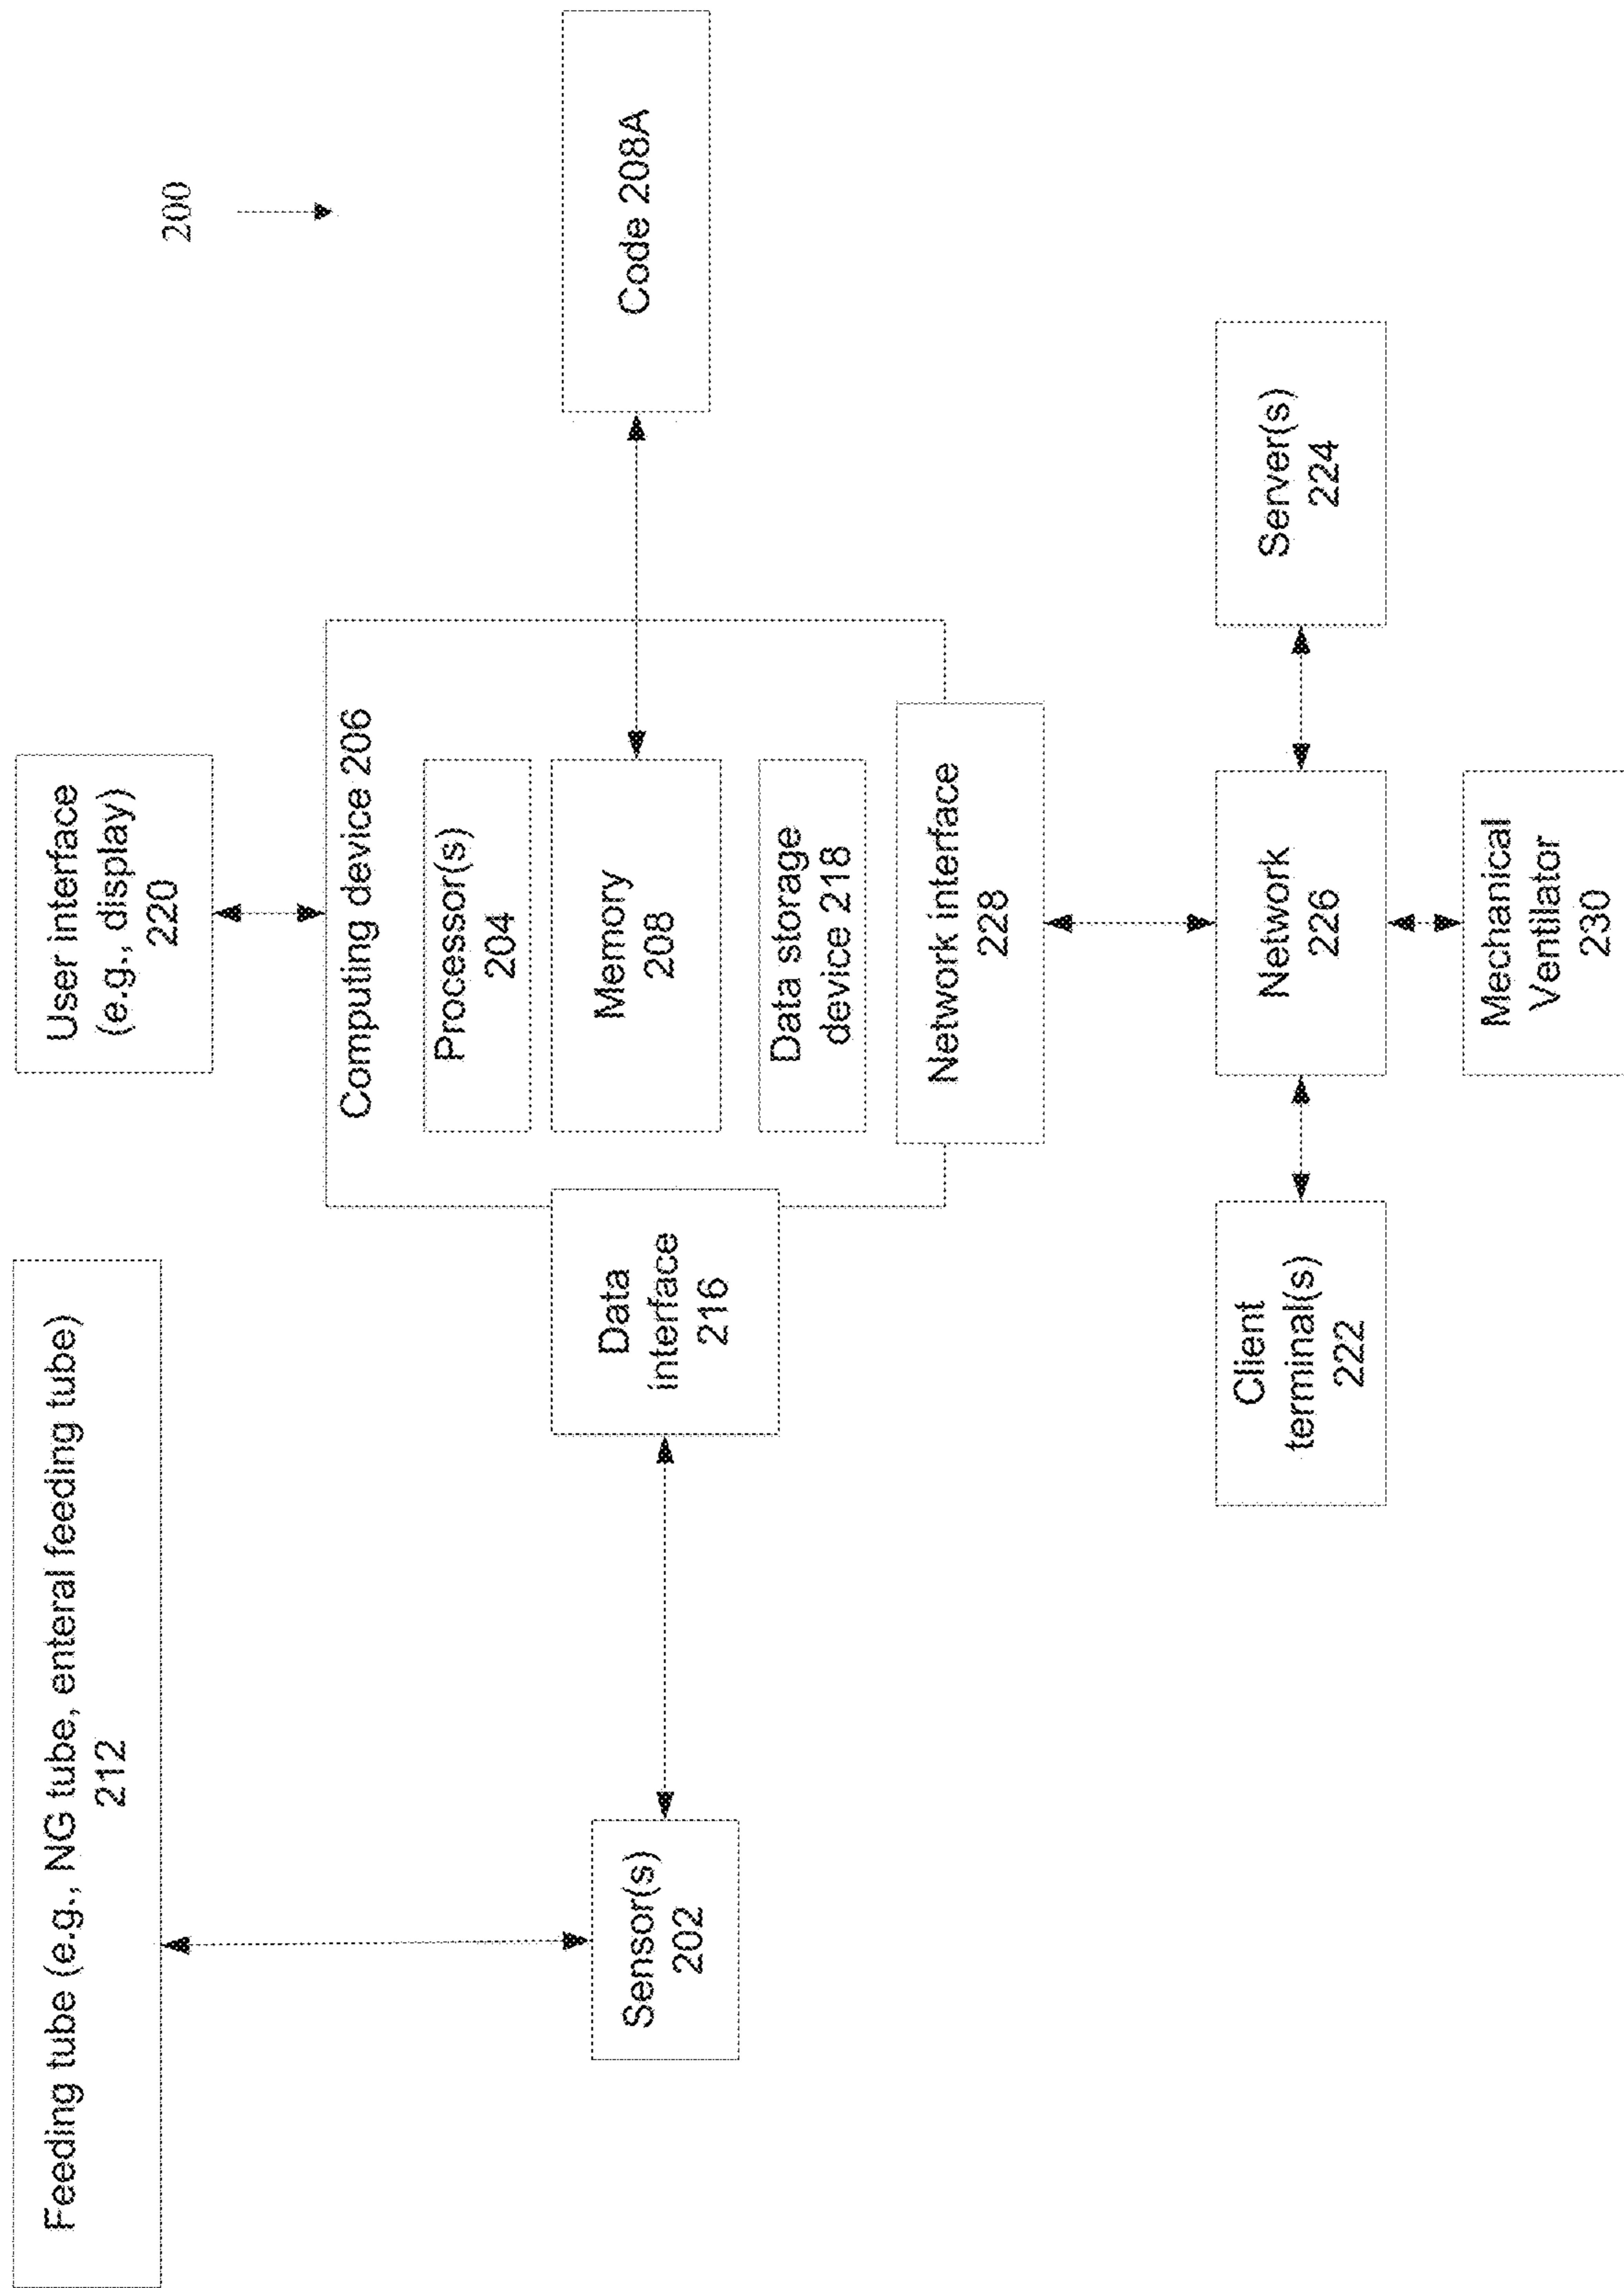 200
Feeding tube (e.g., NG tube, enteral feeding tube)
212
User interface
(e.g., display)
220
Computing device 206
Processor(s)
204
Memory
208
Data storage
device 218
Network interface
228
Data
interface
216
Sensor(s)
202
Code 208A
Client
terminal(s)
222
Network
226
Server(s)
224
Mechanical
Ventilator
230